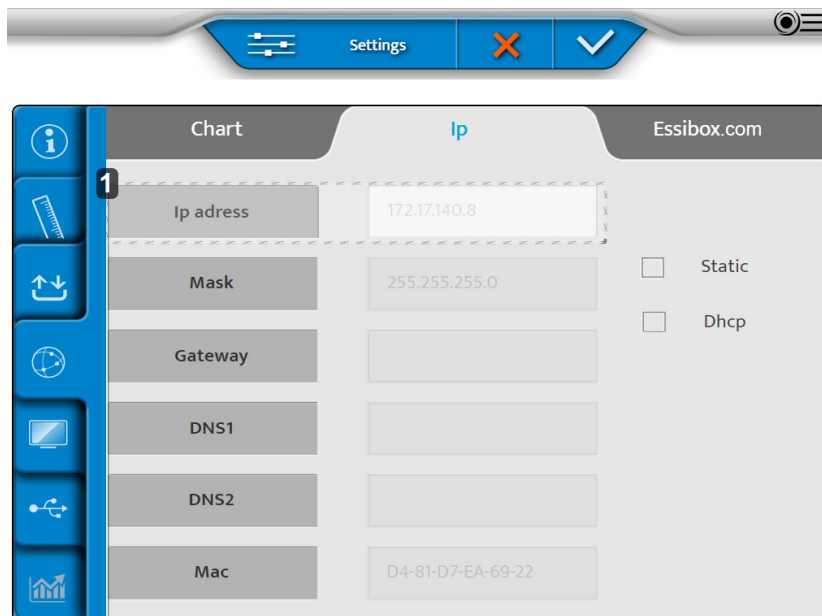 Settings
Chart Ip Essibox.com
1
Ip adress 172.17.140.8
Mask 255.255.255.0 Static
Dhcp
Gateway
DNS1
DNS2
Mac D4-81-D7-EA-69-22